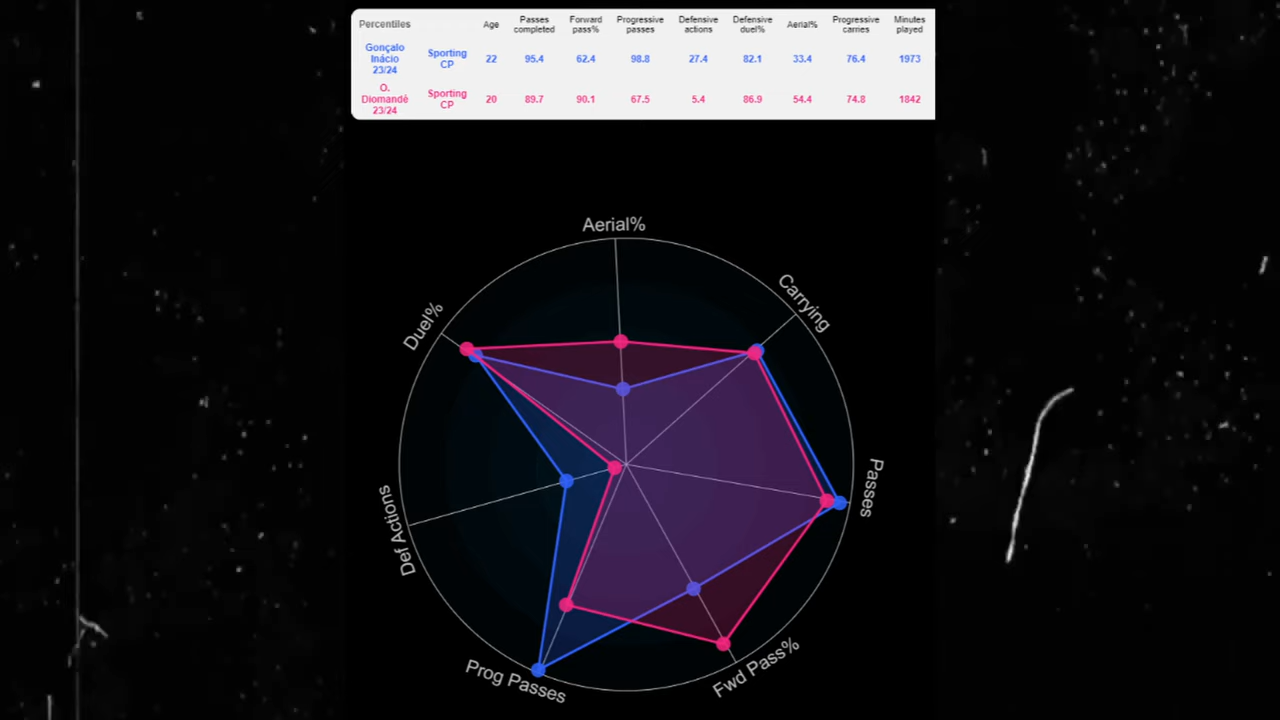 Percentiles Age Passes completed Forward pass% Progressive passes Defensive actions Defensive duel% Aerial% Progressive carries Minutes played
Gonçalo Inácio 23/24 Sporting CP 22 95.4 62.4 98.8 27.4 82.1 33.4 76.4 1973
O. Diomandé 23/24 Sporting CP 20 89.7 90.1 67.5 5.4 86.9 54.4 74.8 1842
Aerial%
Carrying
Duel%
Passes
Def Actions
Prog Passes
Fwd Pass%